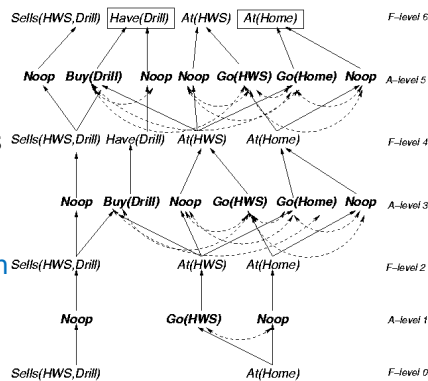 Sells(HWS,Drill) Have(Drill) At(HWS) At(Home) F-level 6
Noop Buy(Drill) Noop Noop Go(HWS) Go(Home) Noop A-level 5
Sells(HWS,Drill) Have(Drill) At(HWS) At(Home) F-level 4
Noop Buy(Drill) Noop Go(HWS) Go(Home) Noop A-level 3
Sells(HWS,Drill) At(HWS) At(Home) F-level 2
Noop Go(HWS) Noop A-level 1
Sells(HWS,Drill) At(Home) F-level 0